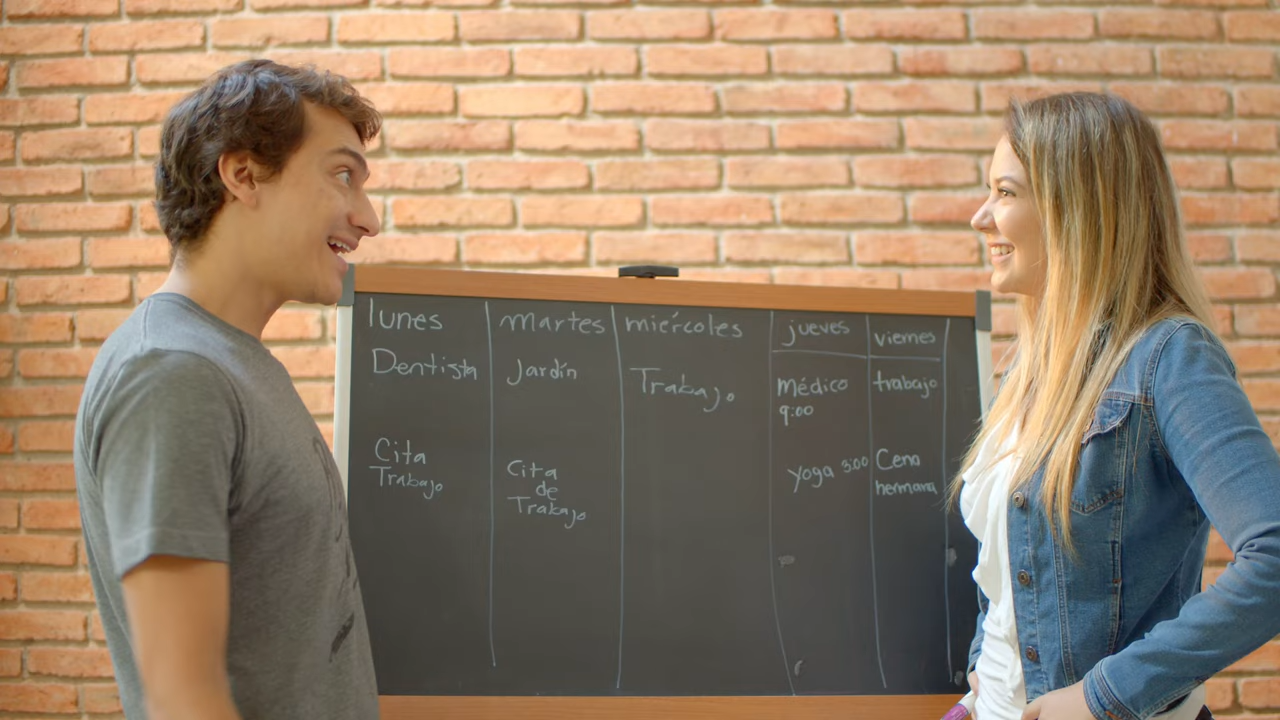 lunes
Dentista
Cita
Trabajo
martes
Jardín
Cita
de
Trabajo
miércoles
Trabajo
jueves
Médico
9:00
yoga 3:00
viernes
trabajo
Cena
hermana